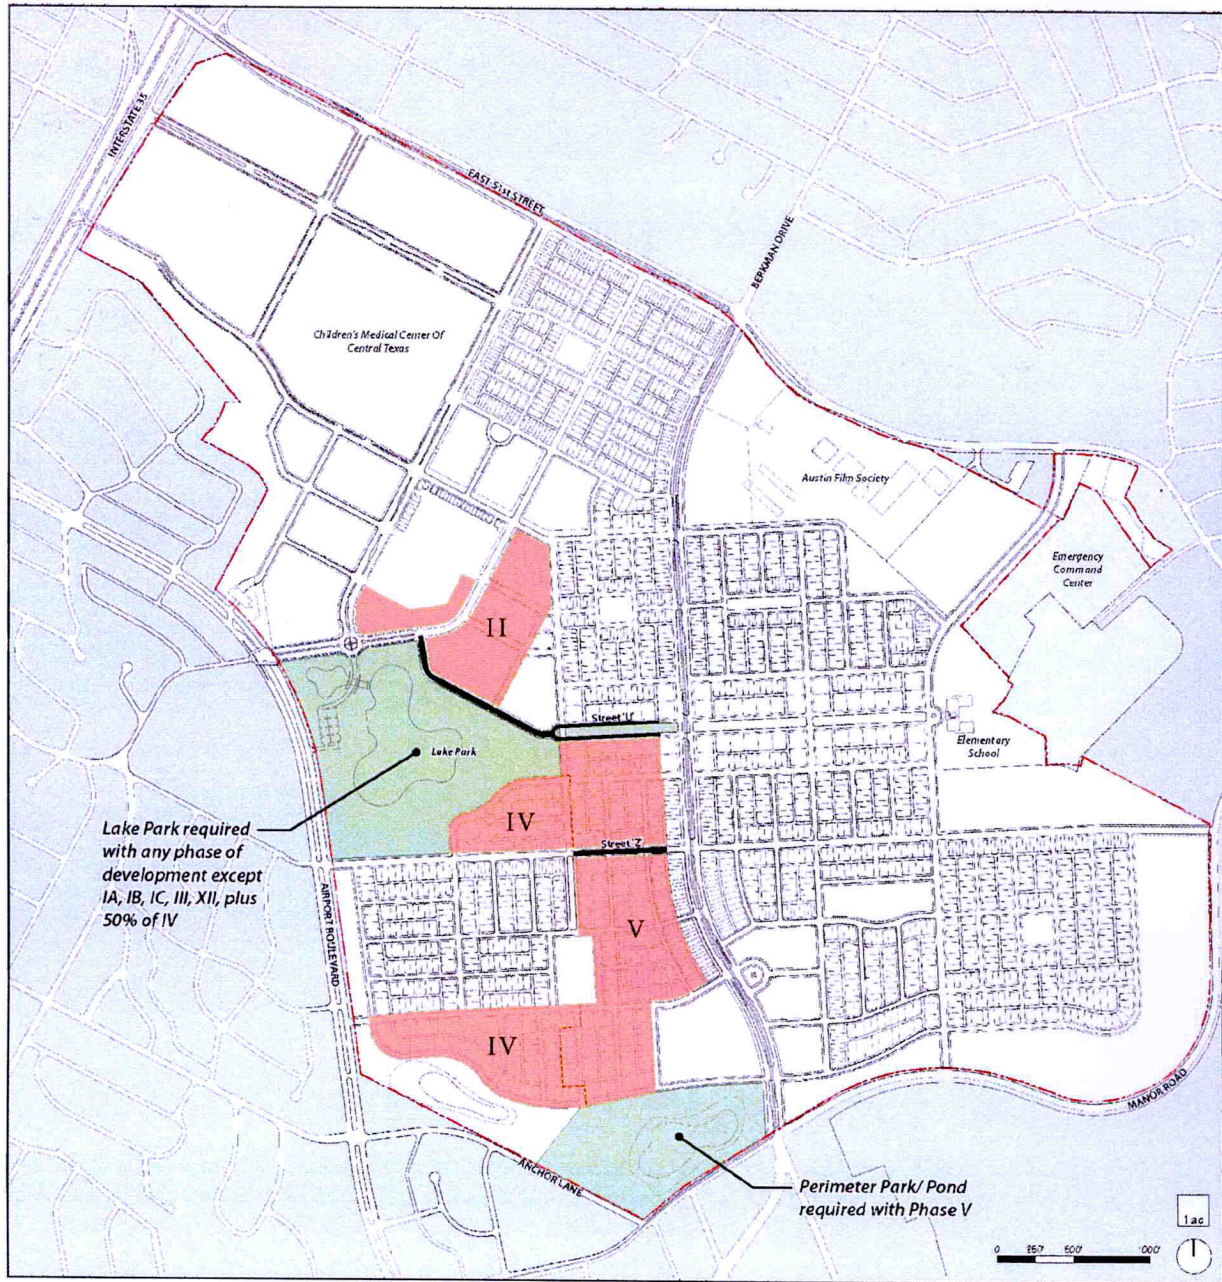 INTERSTATE 35
EAST 51st STREET
BERKMAN DRIVE
Children's Medical Center Of
Central Texas
Austin Film Society
Emergency
Command
Center
II
Street 'U'
Lake Park
Elementary
School
IV
Street 'Z'
Lake Park required
with any phase of
development except
IA, IB, IC, III, XII, plus
50% of IV
AIRPORT BOULEVARD
V
IV
MANOR ROAD
ANCHOR LANE
Perimeter Park/ Pond
required with Phase V
1 ac
0 250' 500' 1000'